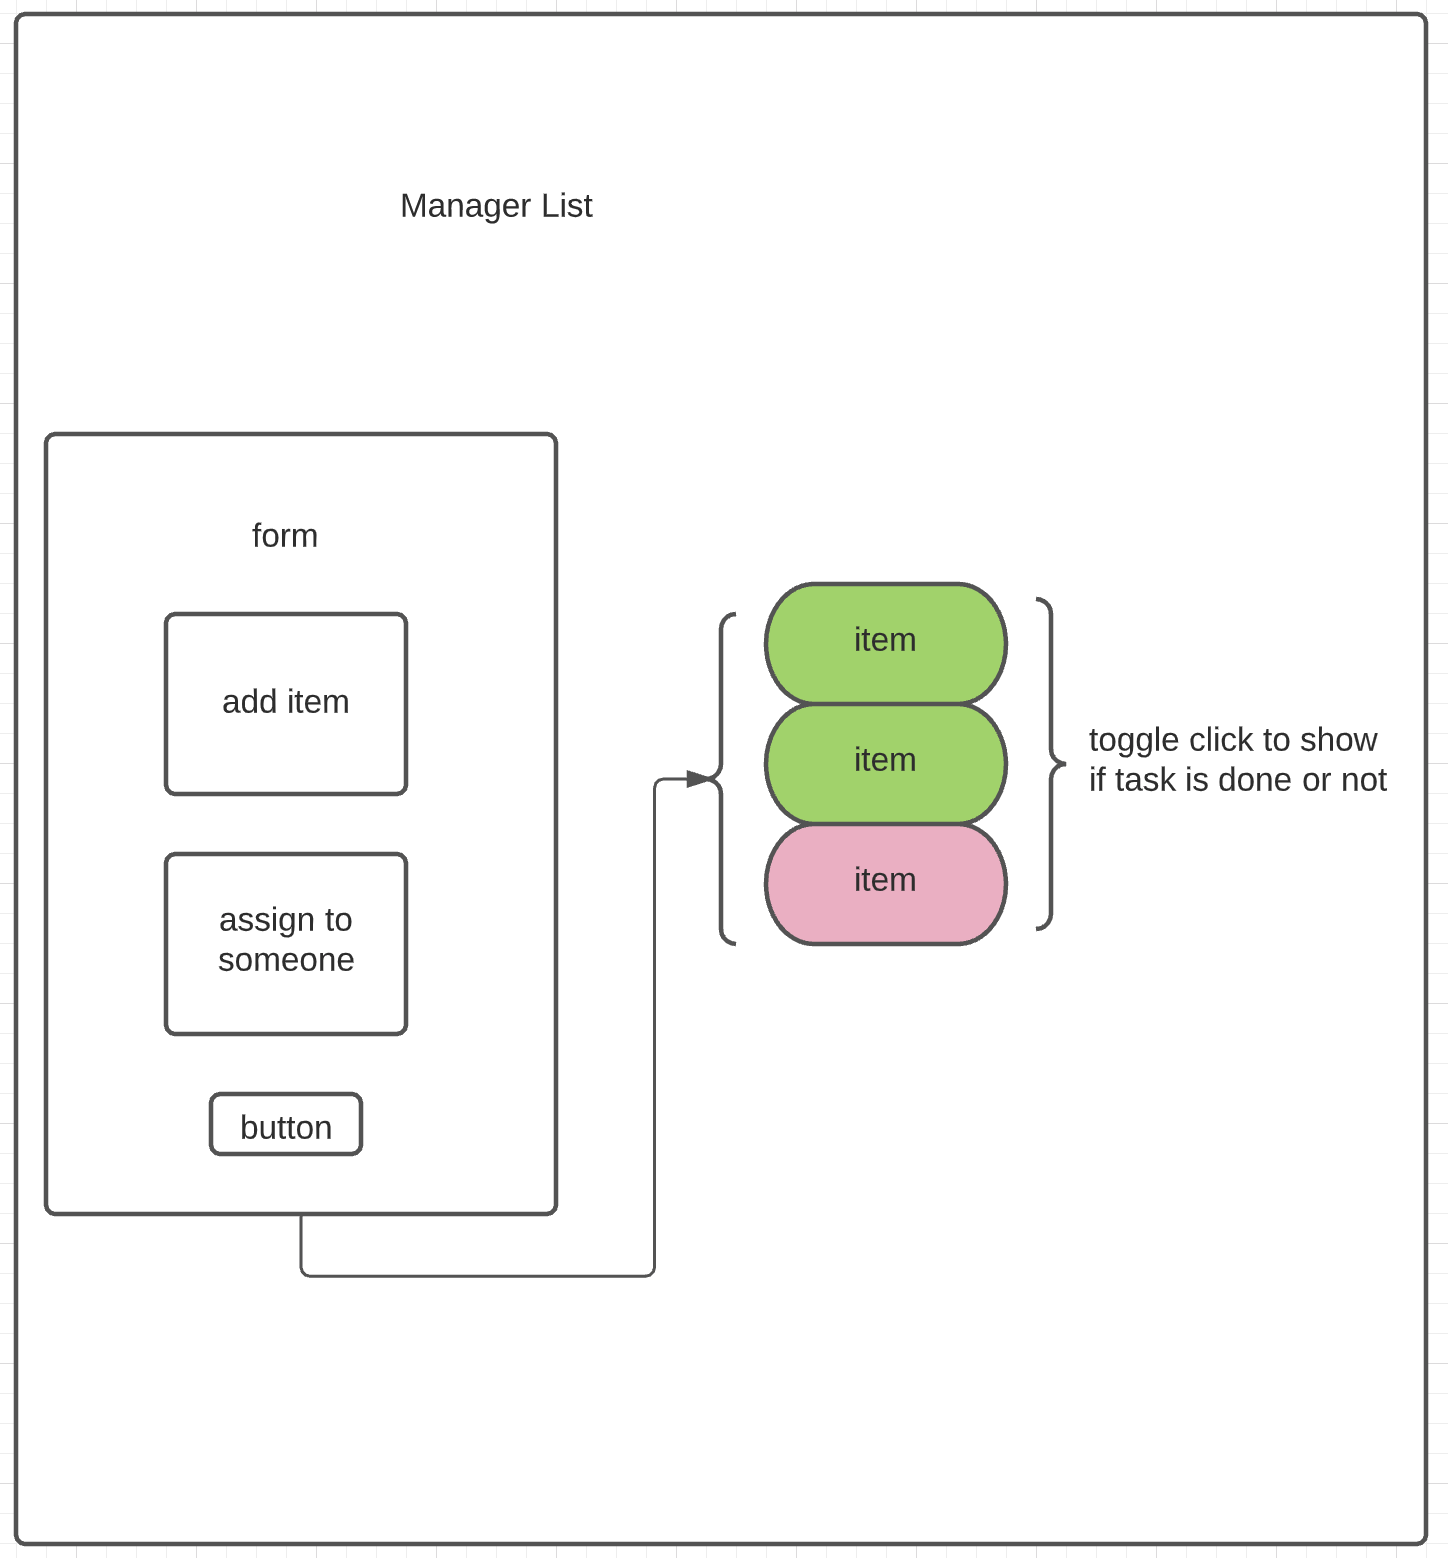 Manager List
form
add item
assign to
someone
button
item
item
item
toggle click to show
if task is done or not